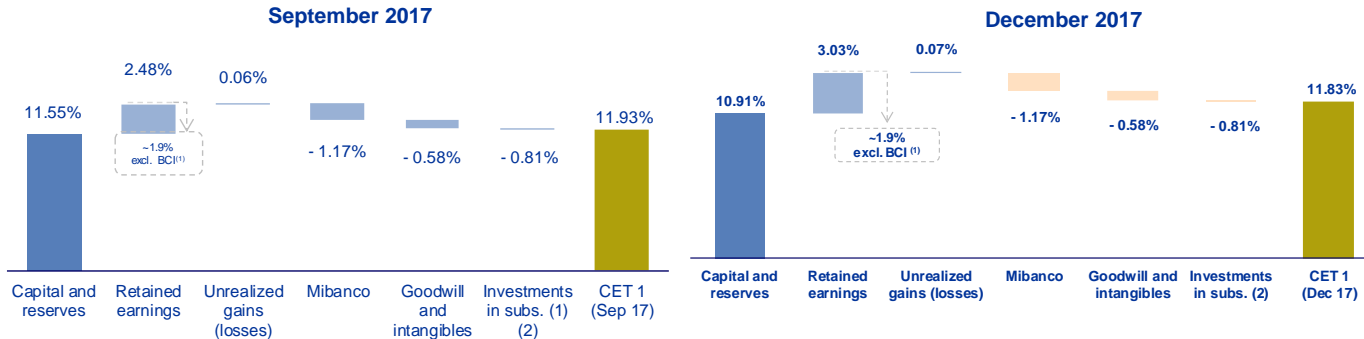 September 2017
2.48%
0.06%
11.55%
11.93%
~1.9%
excl. BCI(1)
- 1.17%
- 0.58%
- 0.81%
Capital and
reserves
Retained
earnings
Unrealized
gains
(losses)
Mibanco
Goodwill
and
intangibles
Investments
in subs. (1)
(2)
CET 1
(Sep 17)
December 2017
3.03%
0.07%
10.91%
11.83%
~1.9%
excl. BCI (1)
- 1.17%
- 0.58%
- 0.81%
Capital and
reserves
Retained
earnings
Unrealized
gains (losses)
Mibanco
Goodwill and
intangibles
Investments
in subs. (2)
CET 1
(Dec 17)